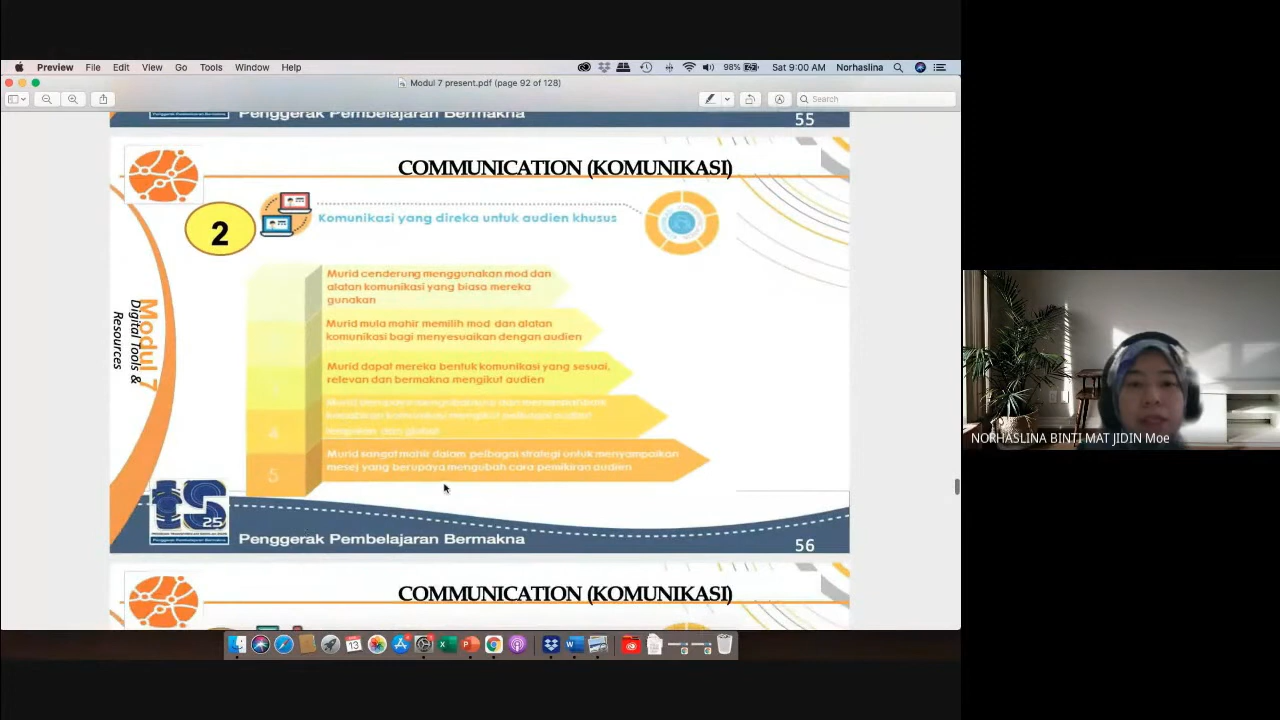 Preview File Edit View Go Tools Window Help 98% Sat 9:00 AM Norhaslina
Modul 7 present.pdf (page 92 of 128)
Search
Penggerak Pembelajaran Bermakna
55
COMMUNICATION (KOMUNIKASI)
2
Komunikasi yang direka untuk audien khusus
Murid cenderung menggunakan mod dan
alatan komunikasi yang biasa mereka
gunakan
Murid mula mahir memilih mod dan alatan
komunikasi bagi menyesuaikan dengan audien
Murid dapat mereka bentuk komunikasi yang sesuai,
relevan dan bermakna mengikut audien
4
5
Murid sangat mahir dalam pelbagai strategi untuk menyampaikan
mesej yang berupaya mengubah cara pemikiran audien
Modul 7
Digital Tools &
Resources
TS
25
Penggerak Pembelajaran Bermakna
56
COMMUNICATION (KOMUNIKASI)
NORHASLINA BINTI MAT JIDIN Moe